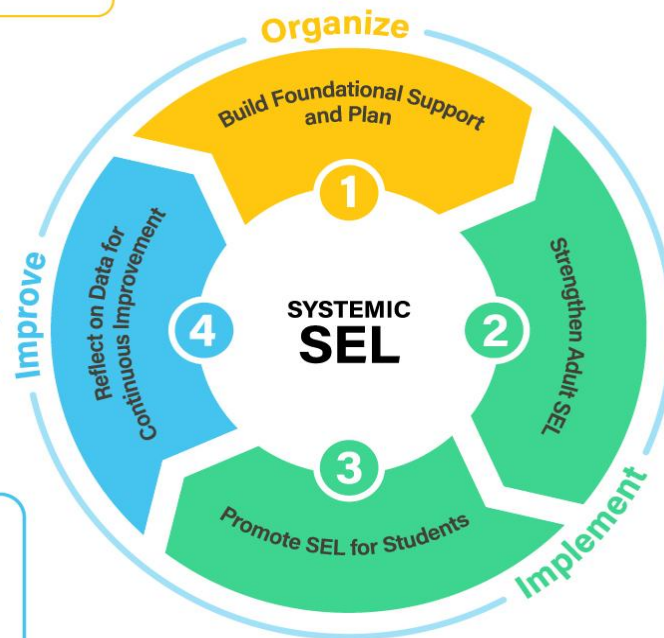 Organize
Build Foundational Support
and Plan
1
Strengthen Adult SEL
2
Implement
Promote SEL for Students
3
Improve
Reflect on Data for
Continuous Improvement
4
SYSTEMIC
SEL